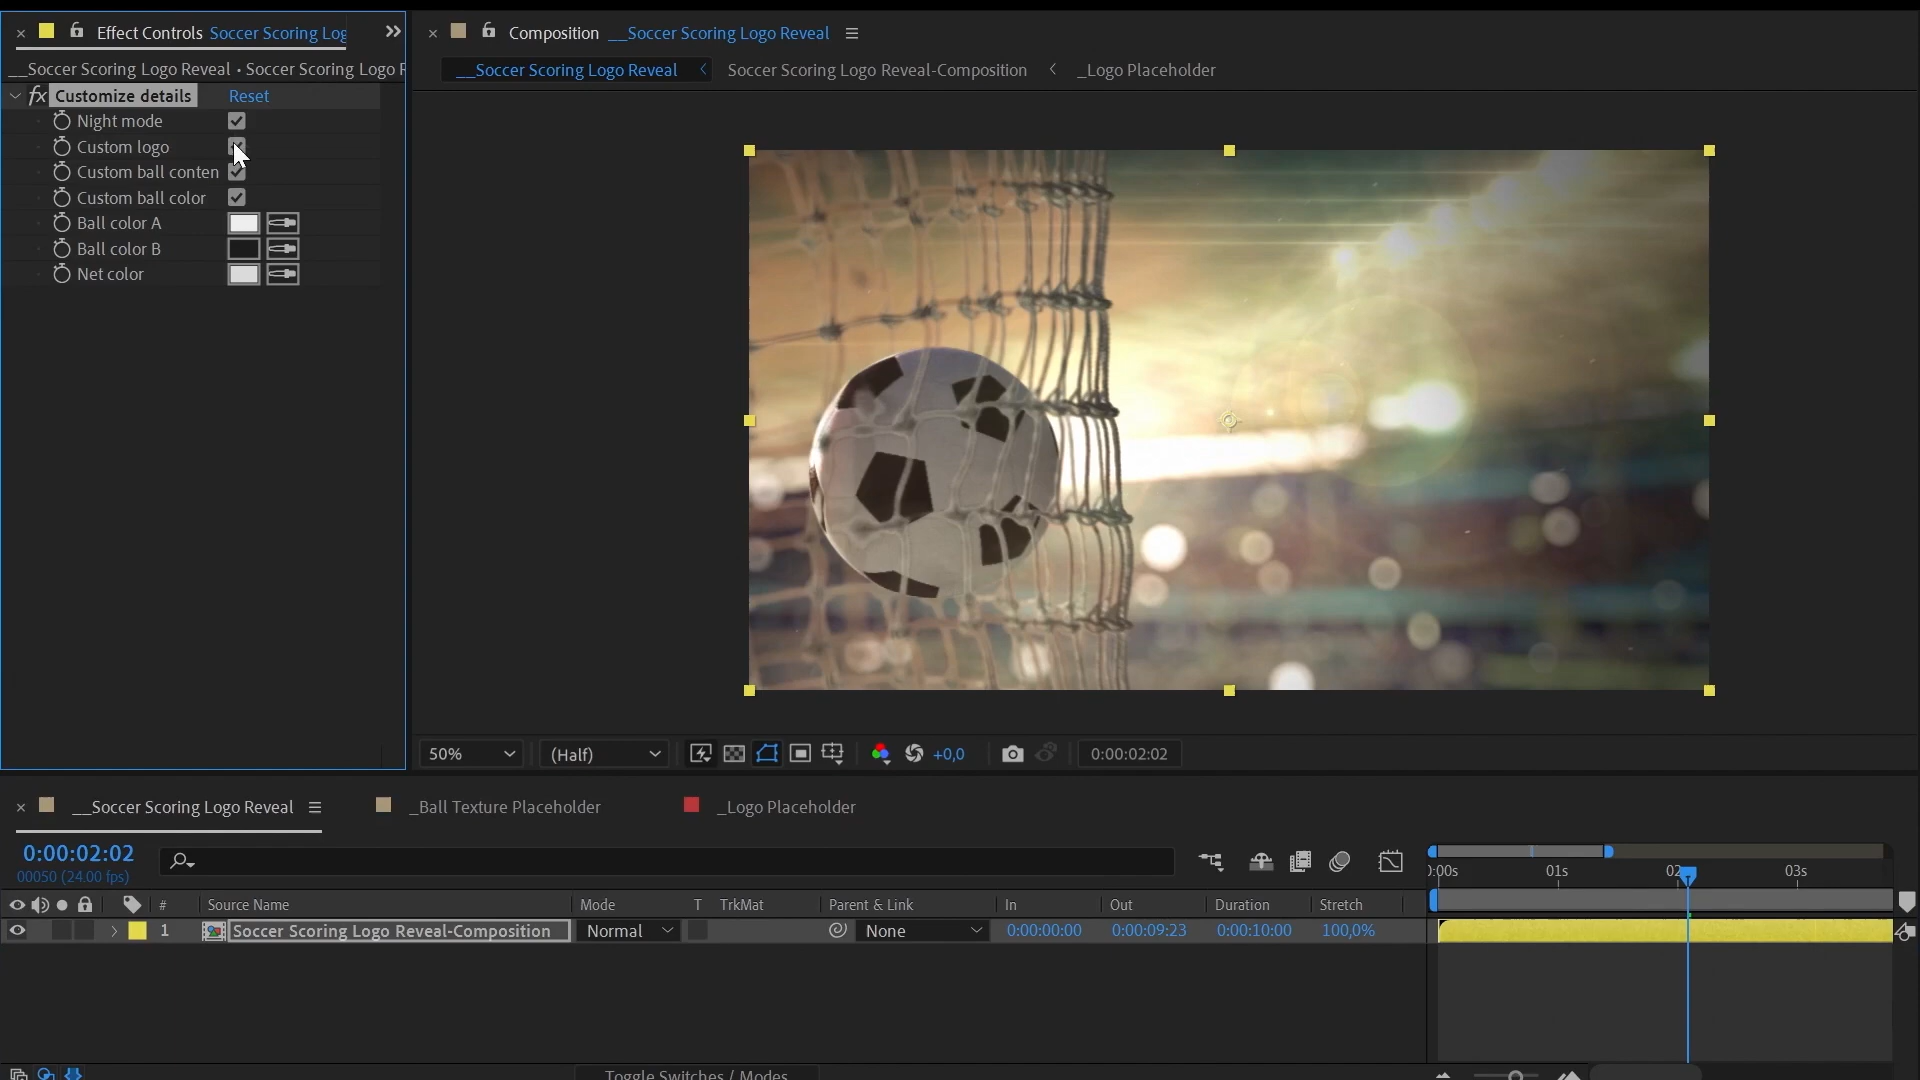 Effect Controls Soccer Scoring Log
Composition __Soccer Scoring Logo Reveal
__Soccer Scoring Logo Reveal • Soccer Scoring Logo R
__Soccer Scoring Logo Reveal Soccer Scoring Logo Reveal-Composition _Logo Placeholder
fx Customize details Reset
Night mode
Custom logo
Custom ball conten
Custom ball color
Ball color A
Ball color B
Net color
50% (Half) +0,0 0:00:02:02
__Soccer Scoring Logo Reveal _Ball Texture Placeholder _Logo Placeholder
0:00:02:02
00050 (24.00 fps)
):00s 01s 02 03s
# Source Name Mode T TrkMat Parent & Link In Out Duration Stretch
1 Soccer Scoring Logo Reveal-Composition Normal None 0:00:00:00 0:00:09:23 0:00:10:00 100,0%
Toggle Switches / Modes